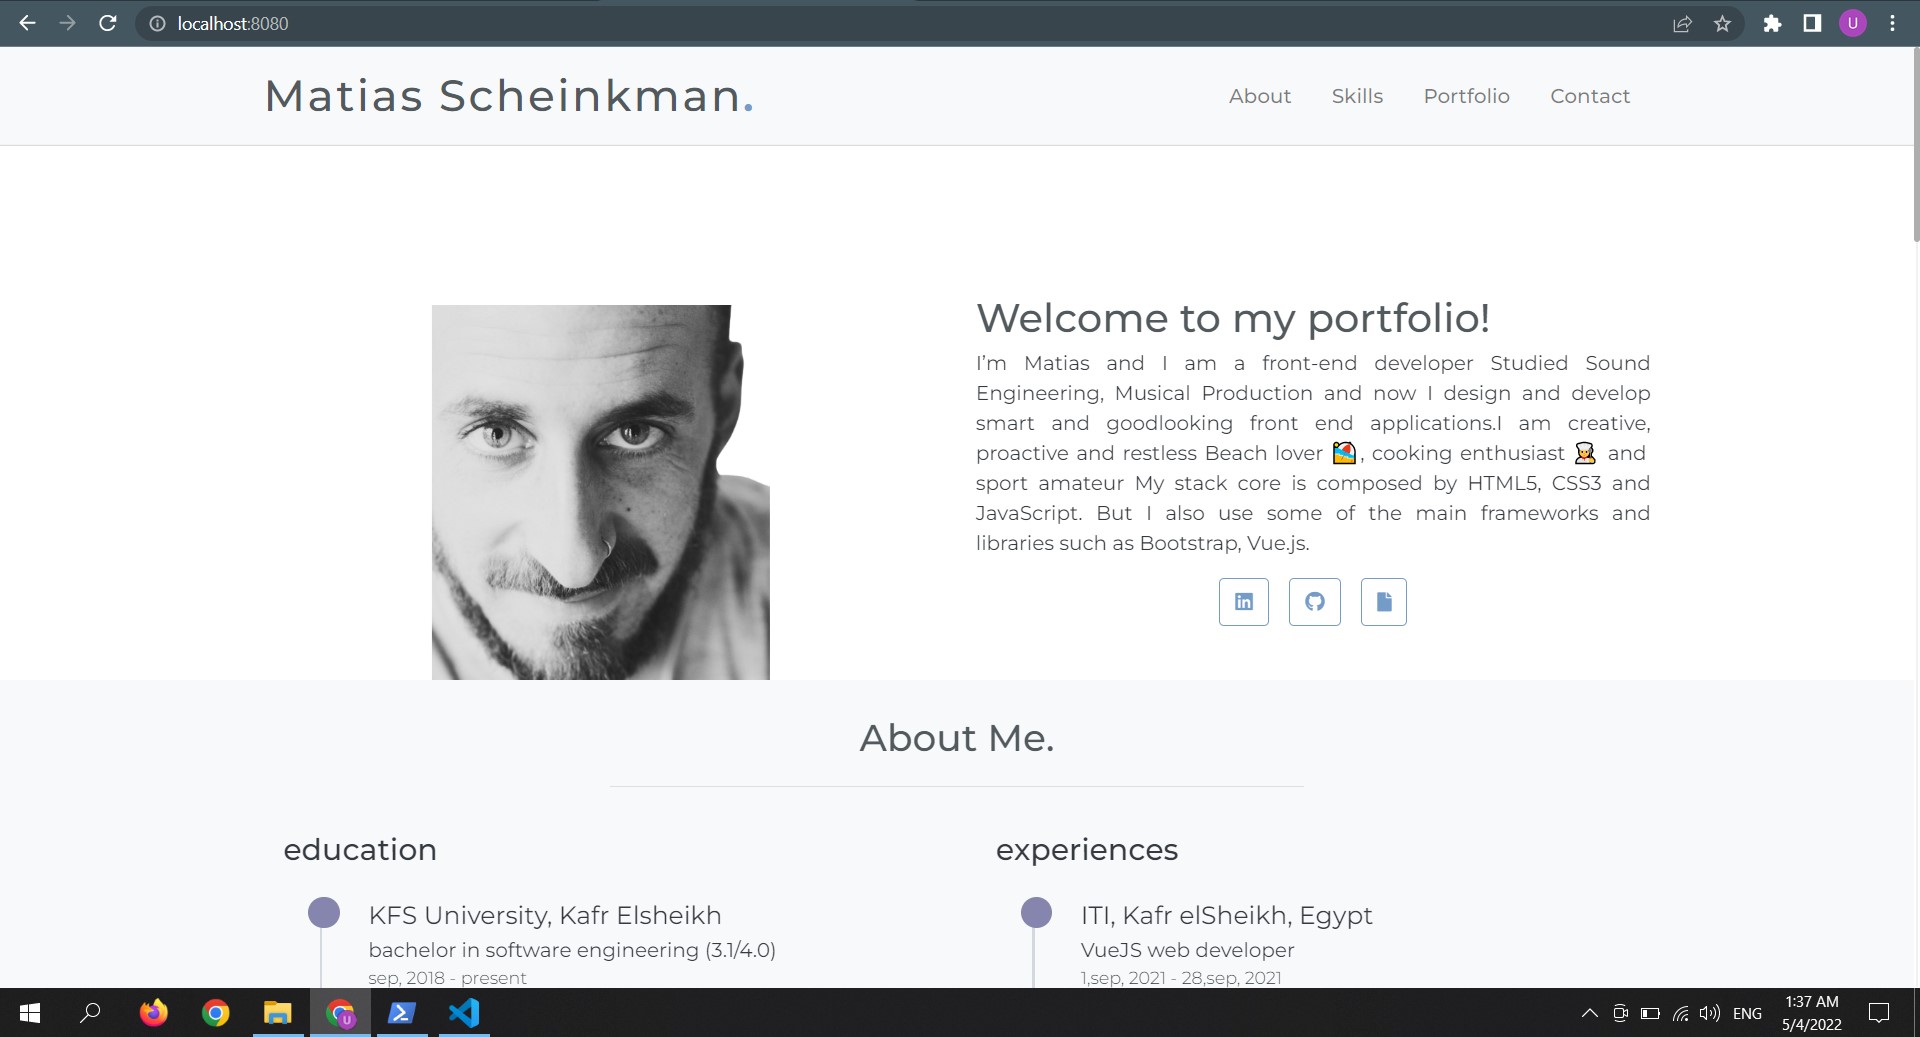 localhost:8080
U
Matias Scheinkman.
About Skills Portfolio Contact
Welcome to my portfolio!
I'm Matias and I am a front-end developer Studied Sound
Engineering, Musical Production and now I design and develop
smart and goodlooking front end applications.I am creative,
proactive and restless Beach lover 🏖️, cooking enthusiast 👩‍🍳 and
sport amateur My stack core is composed by HTML5, CSS3 and
JavaScript. But I also use some of the main frameworks and
libraries such as Bootstrap, Vue.js.
in
About Me.
education
KFS University, Kafr Elsheikh
bachelor in software engineering (3.1/4.0)
sep, 2018 - present
experiences
ITI, Kafr elSheikh, Egypt
VueJS web developer
1,sep, 2021 - 28,sep, 2021
U
ENG
1:37 AM
5/4/2022